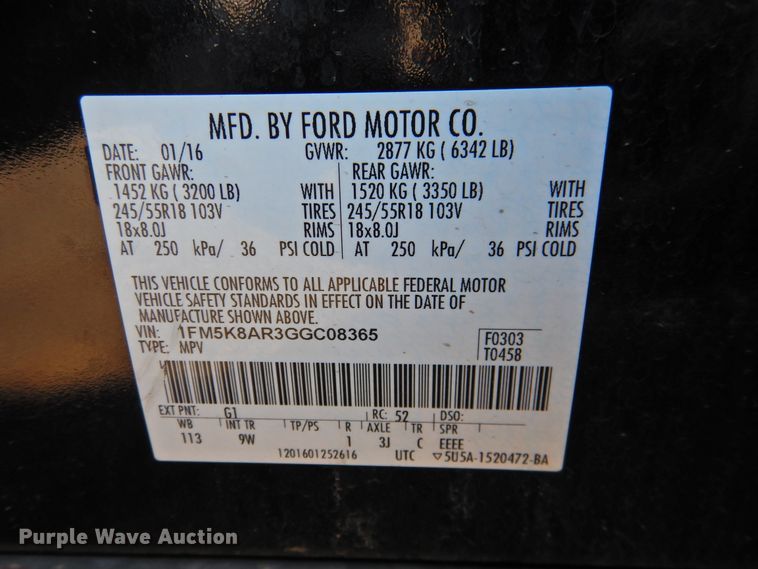 MFD. BY FORD MOTOR CO.
DATE: 01/16 GVWR: 2877 KG ( 6342 LB)
FRONT GAWR: REAR GAWR:
1452 KG ( 3200 LB) WITH 1520 KG ( 3350 LB) WITH
245/55R18 103V TIRES 245/55R18 103V TIRES
18x8.0J RIMS 18x8.0J RIMS
AT 250 kPa/ 36 PSI COLD AT 250 kPa/ 36 PSI COLD
THIS VEHICLE CONFORMS TO ALL APPLICABLE FEDERAL MOTOR
VEHICLE SAFETY STANDARDS IN EFFECT ON THE DATE OF
MANUFACTURE SHOWN ABOVE.
VIN: 1FM5K8AR3GGC08365 F0303
TYPE: MPV T0458
EXT PNT: G1 RC: 52 DSO:
WB INT TR TP/PS R AXLE TR SPR
113 9W 1 3J C EEEE
1201601252616 UTC ▽5U5A-1520472-BA
Purple Wave Auction